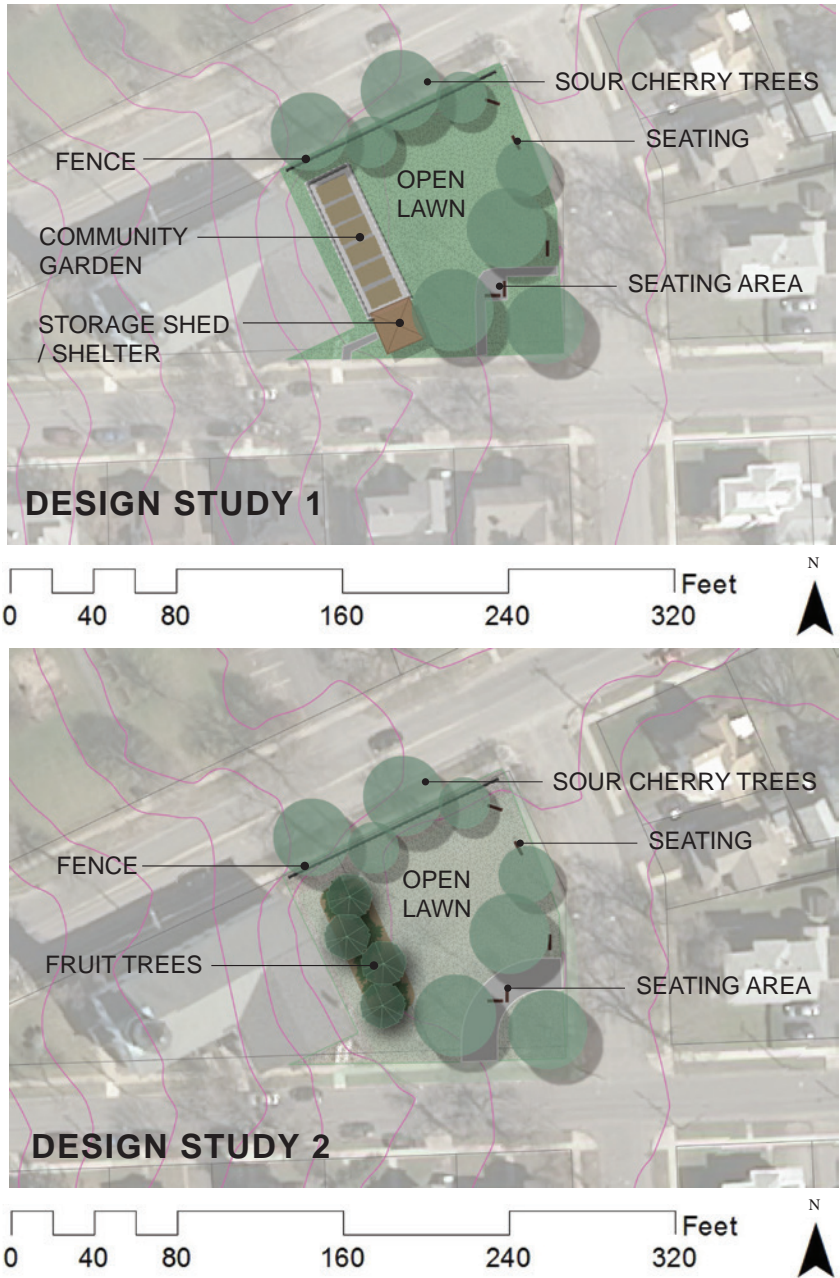 SOUR CHERRY TREES
SEATING
FENCE
OPEN
LAWN
COMMUNITY
GARDEN
SEATING AREA
STORAGE SHED
/ SHELTER
DESIGN STUDY 1
N
Feet
0 40 80 160 240 320
SOUR CHERRY TREES
SEATING
FENCE
OPEN
LAWN
FRUIT TREES
SEATING AREA
DESIGN STUDY 2
N
Feet
0 40 80 160 240 320